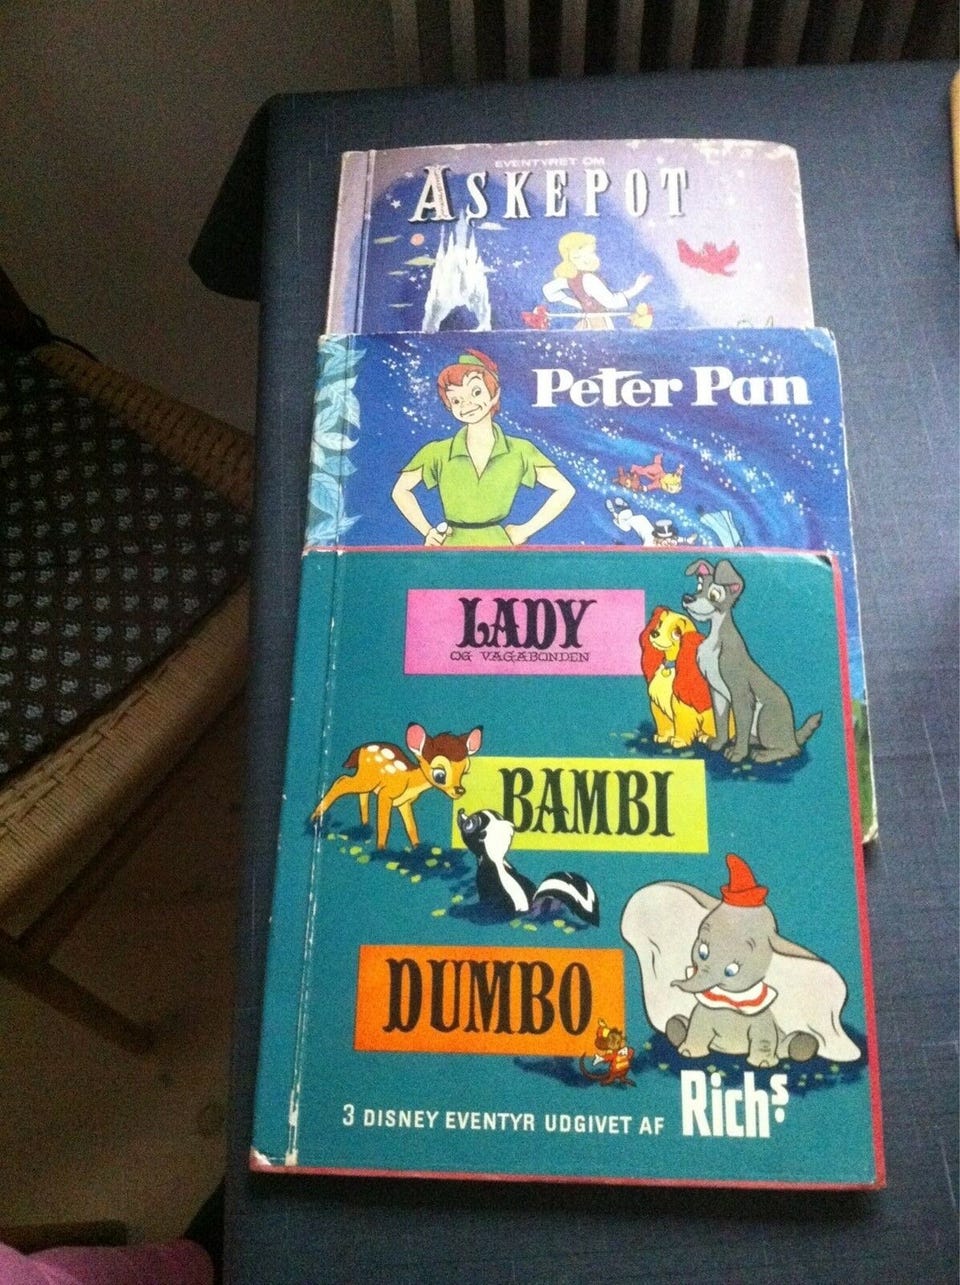 EVENTYRET OM
ASKEPOT
Peter Pan
LADY
OG VAGABONDEN
BAMBI
DUMBO
3 DISNEY EVENTYR UDGIVET AF Richs.